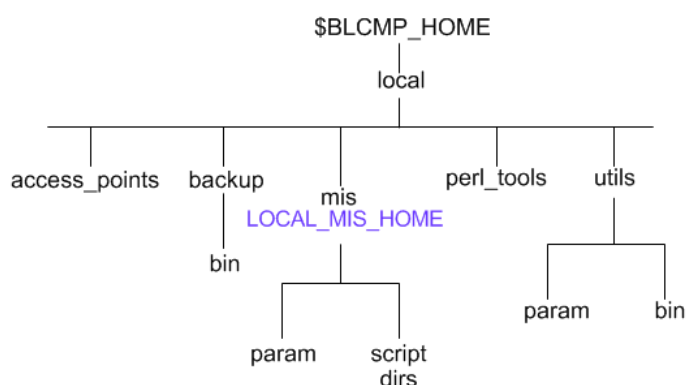 $BLCMP_HOME
local
access_points backup mis perl_tools utils
LOCAL_MIS_HOME
bin
param bin
param script
dirs